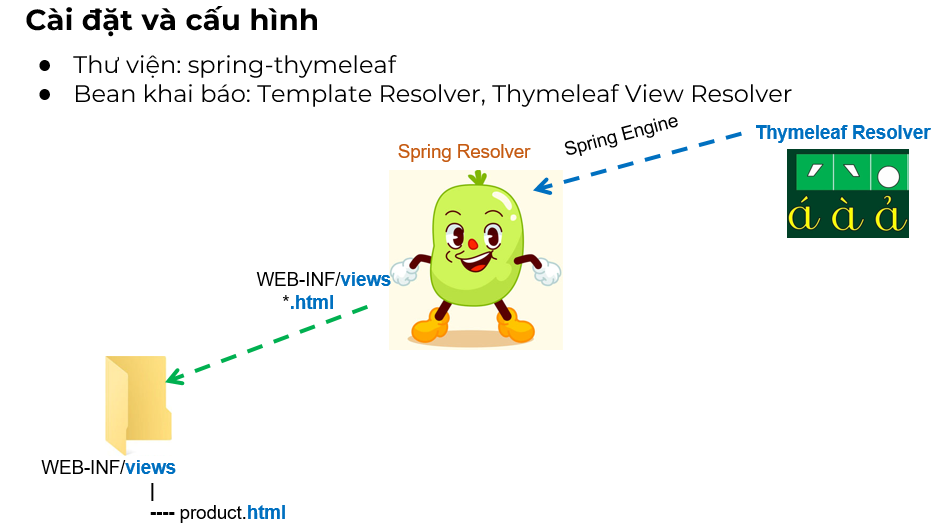 Cài đặt và cấu hình
● Thư viện: spring-thymeleaf
● Bean khai báo: Template Resolver, Thymeleaf View Resolver
Spring Engine
Thymeleaf Resolver
Spring Resolver
á à ả
WEB-INF/views
*.html
WEB-INF/views
|
---- product.html